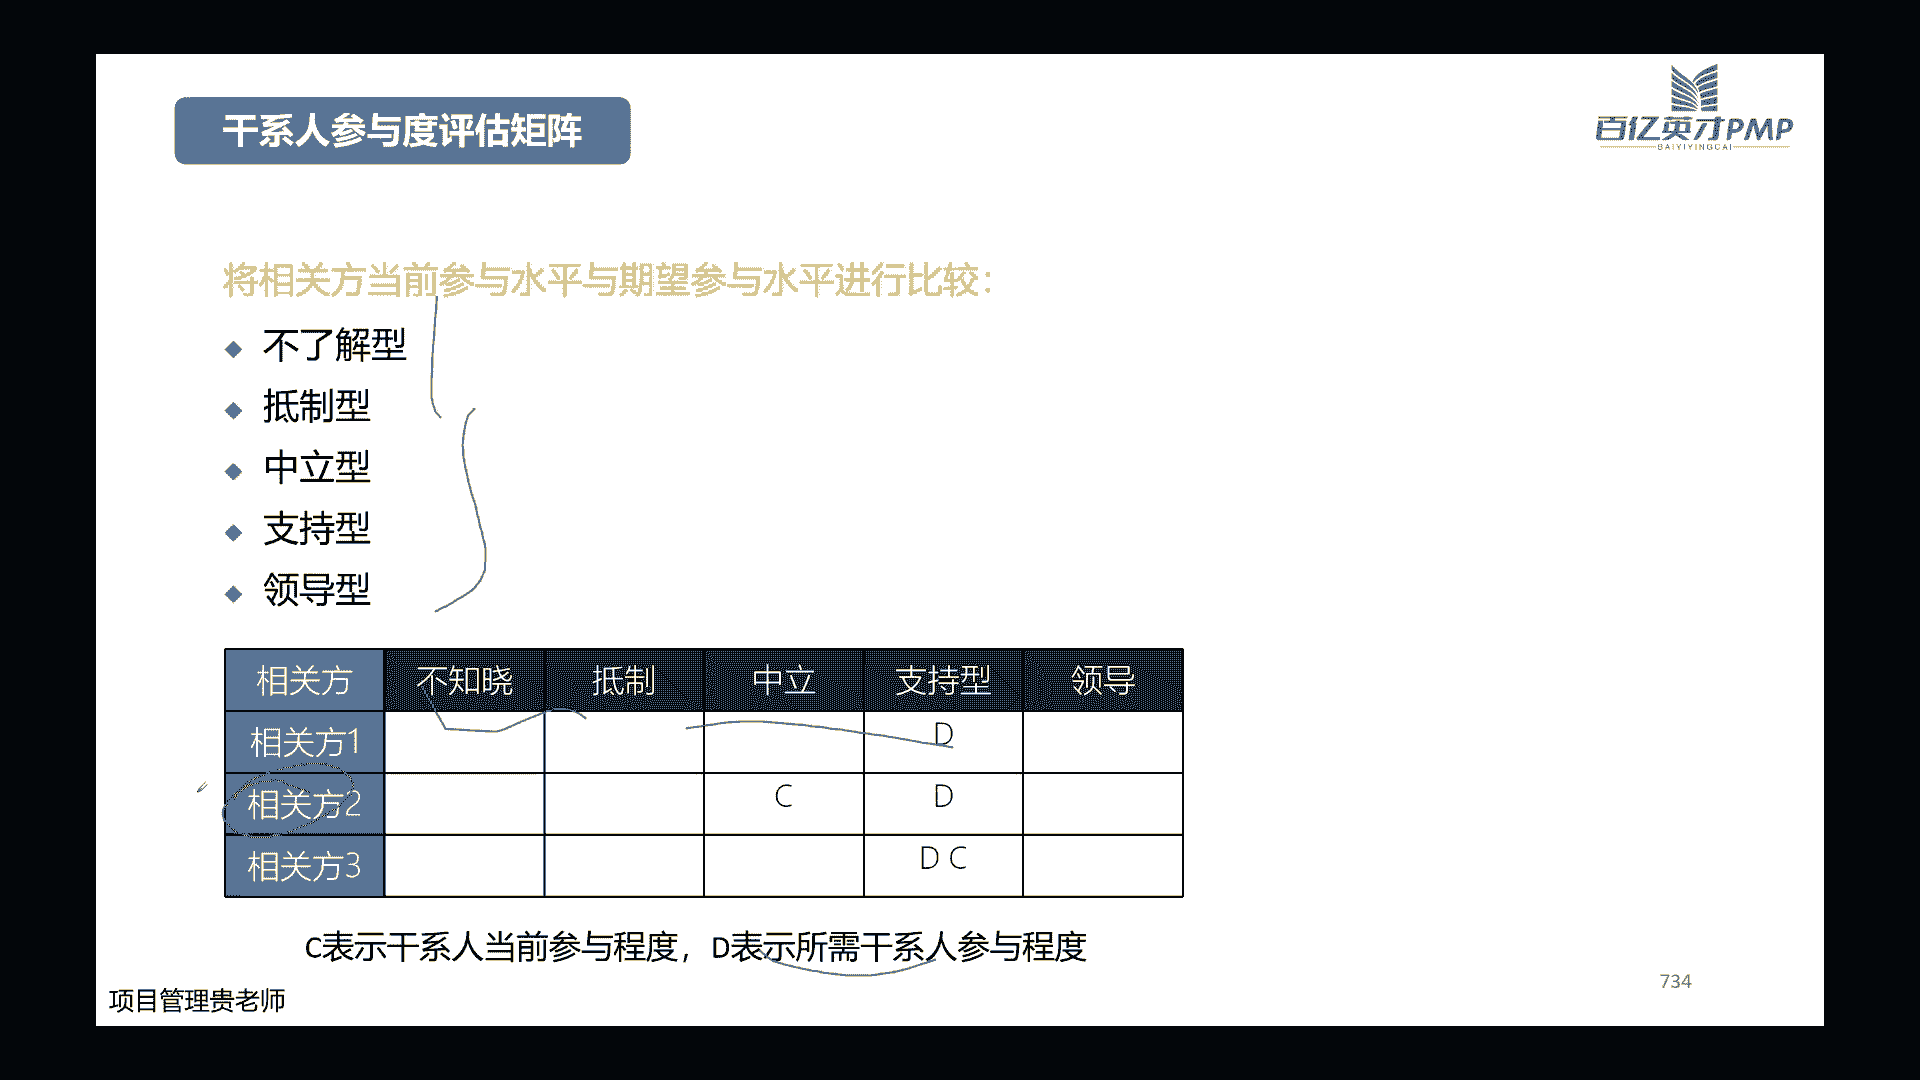 百亿英才PMP
BAIYIYINGCAI
干系人参与度评估矩阵
将相关方当前参与水平与期望参与水平进行比较：
不了解型
抵制型
中立型
支持型
领导型
相关方 不知晓 抵制 中立 支持型 领导
相关方1 D
相关方2 C D
相关方3 D C
C表示干系人当前参与程度，D表示所需干系人参与程度
734
项目管理贵老师